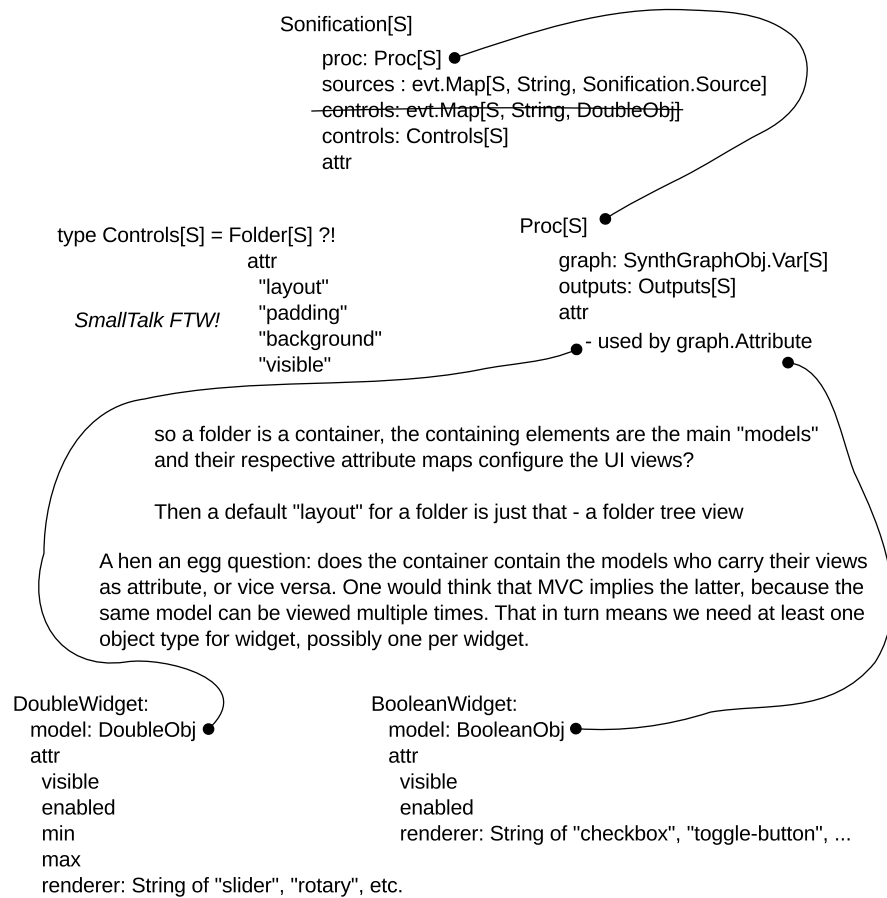 Sonification[S]
proc: Proc[S]
sources : evt.Map[S, String, Sonification.Source]
controls: evt.Map[S, String, DoubleObj]
controls: Controls[S]
attr
type Controls[S] = Folder[S] ?!
attr
"layout"
"padding"
"background"
"visible"
SmallTalk FTW!
Proc[S]
graph: SynthGraphObj.Var[S]
outputs: Outputs[S]
attr
- used by graph.Attribute
so a folder is a container, the containing elements are the main "models"
and their respective attribute maps configure the UI views?
Then a default "layout" for a folder is just that - a folder tree view
A hen an egg question: does the container contain the models who carry their views
as attribute, or vice versa. One would think that MVC implies the latter, because the
same model can be viewed multiple times. That in turn means we need at least one
object type for widget, possibly one per widget.
DoubleWidget:
model: DoubleObj
attr
visible
enabled
min
max
renderer: String of "slider", "rotary", etc.
BooleanWidget:
model: BooleanObj
attr
visible
enabled
renderer: String of "checkbox", "toggle-button", ...